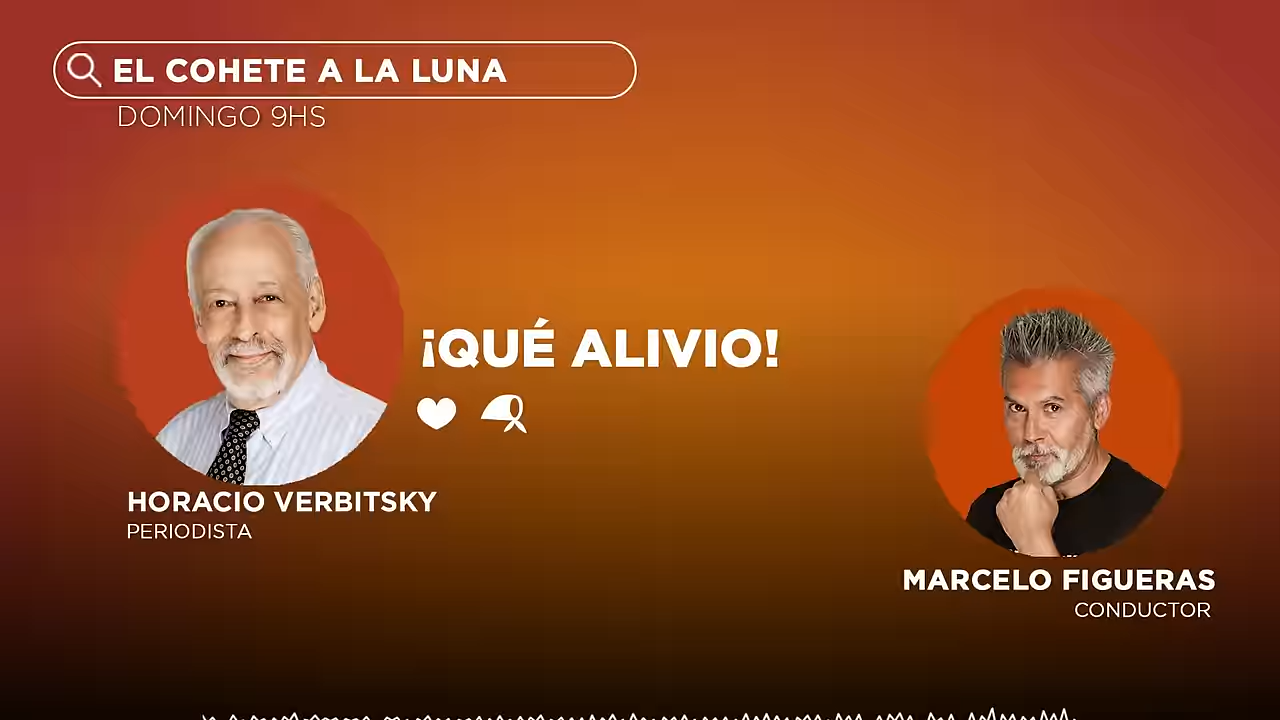 EL COHETE A LA LUNA
DOMINGO 9HS
¡QUÉ ALIVIO!
HORACIO VERBITSKY
PERIODISTA
MARCELO FIGUERAS
CONDUCTOR